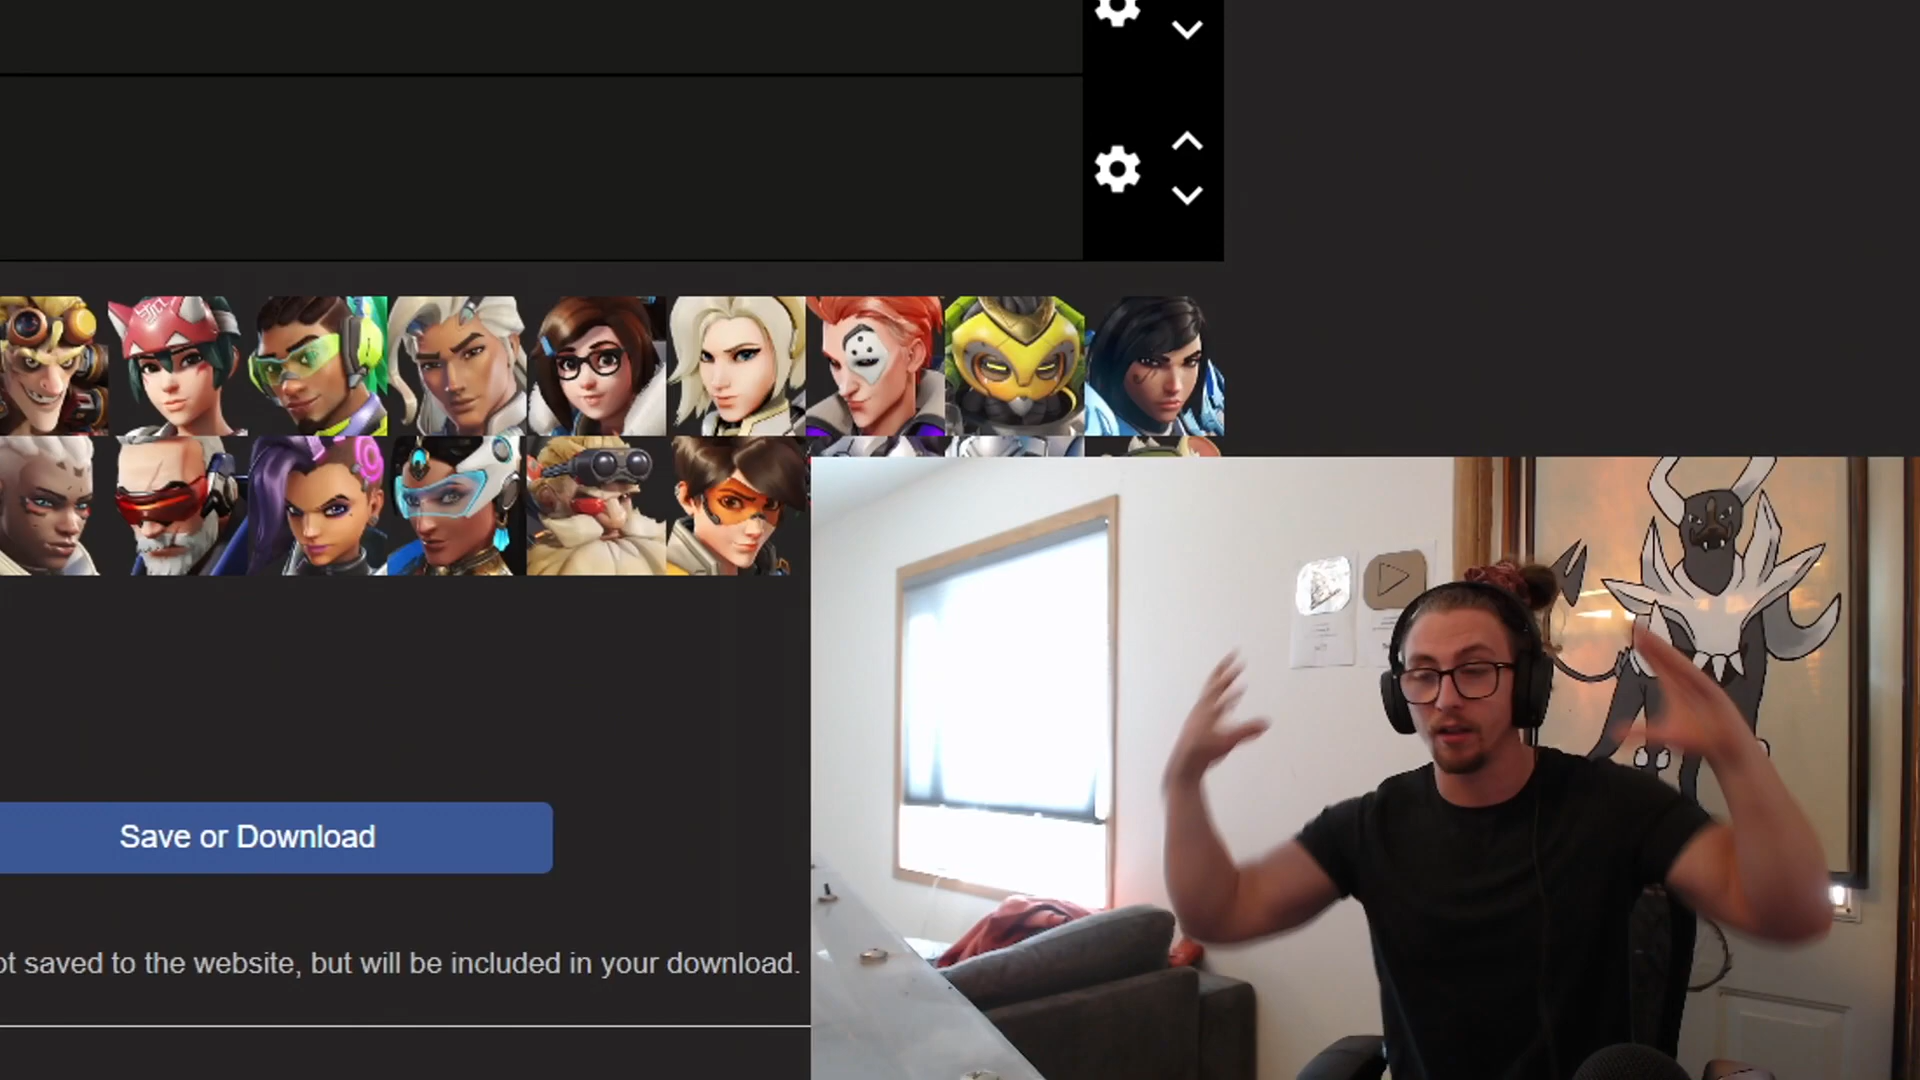 Save or Download
ot saved to the website, but will be included in your download.